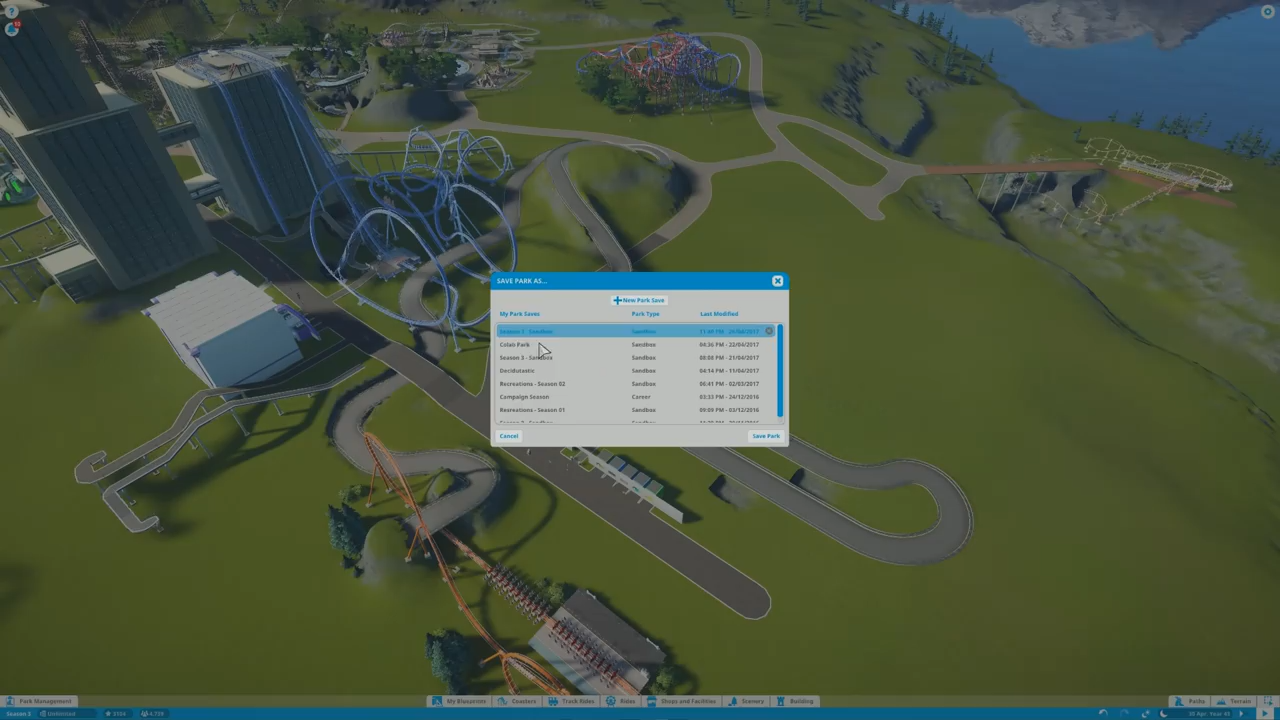 ?
SAVE PARK AS...
New Park Save
My Park Saves Park Type Last Modified
Sandbox
Colab Park Sandbox 04:36 PM - 22/04/2017
Season 3 - Sandbox Sandbox 08:08 PM - 21/04/2017
Sandbox 04:14 PM - 11/04/2017
Recreations - Season 02 Sandbox 06:41 PM - 02/03/2017
Campaign Season Career 03:33 PM - 24/12/2016
Recreations - Season 01 Sandbox 09:09 PM - 03/12/2016
Cancel Save Park
Park Management My Blueprints Coasters Track Rides Rides Shops and Facilities Scenery Building Paths Terrain
Season 3 Unlimited